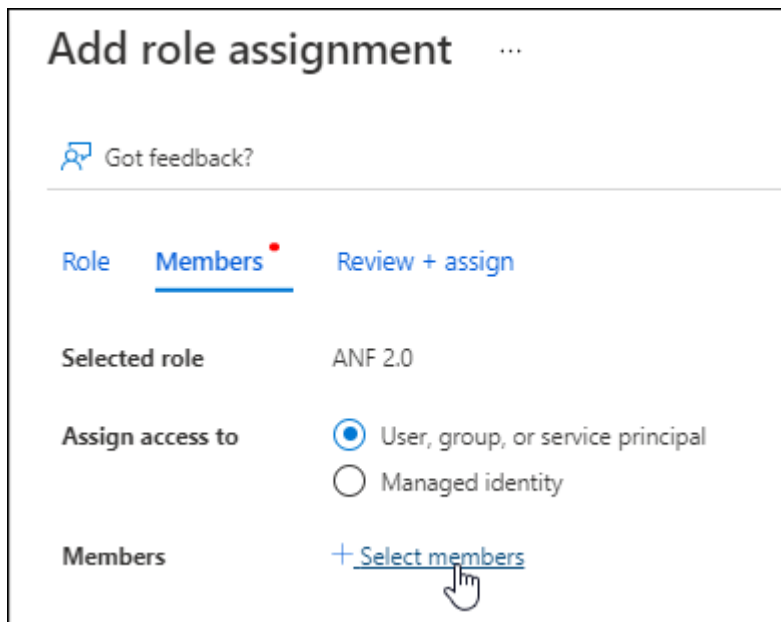 Add role assignment ...
Got feedback?
Role Members Review + assign
Selected role ANF 2.0
Assign access to User, group, or service principal
Managed identity
Members + Select members